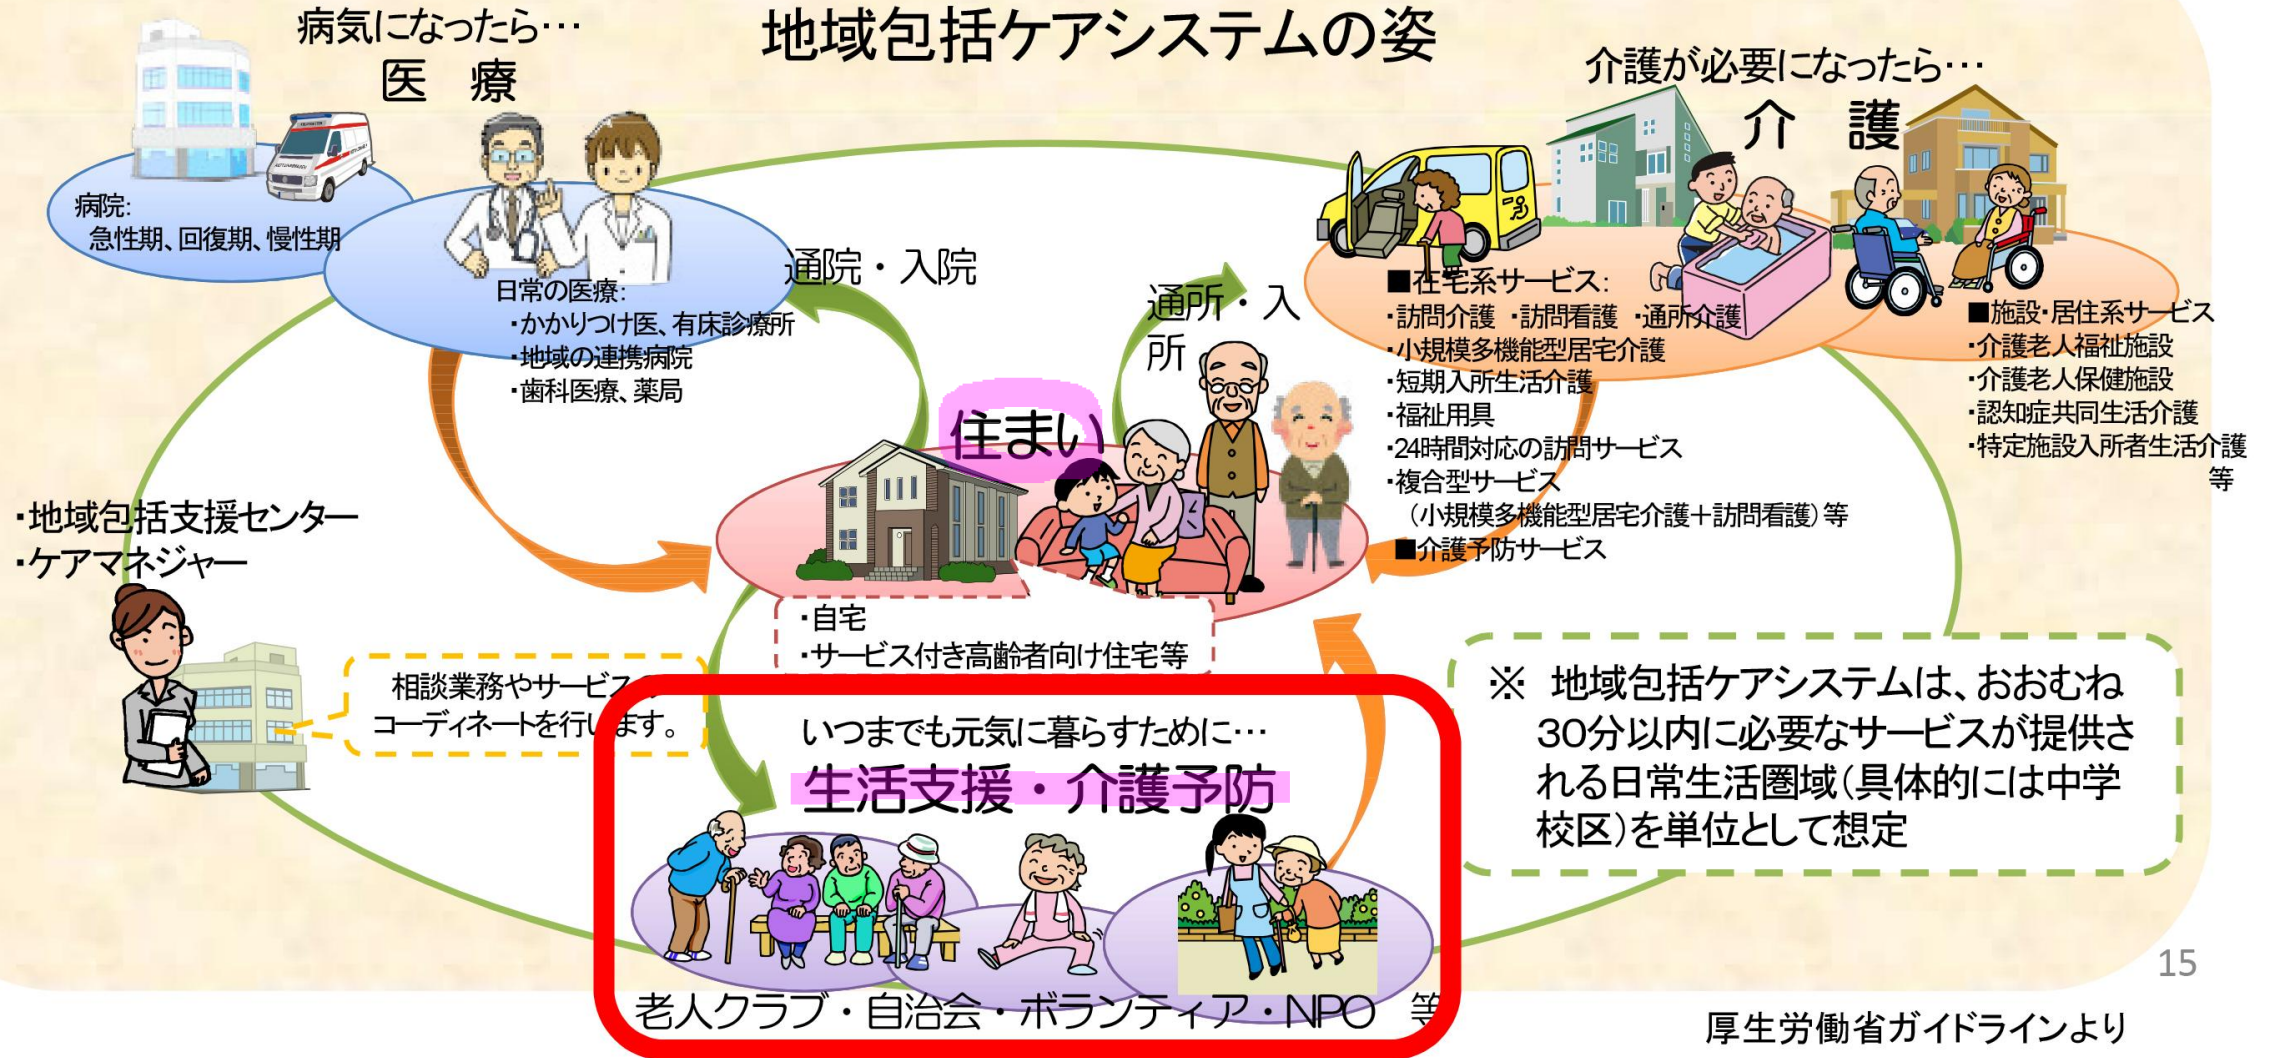 地域包括ケアシステムの姿
病気になったら…
医 療
病院:
急性期、回復期、慢性期
日常の医療:
・かかりつけ医、有床診療所
・地域の連携病院
・歯科医療、薬局
通院・入院
通所・入
所
介護が必要になったら…
介 護
■在宅系サービス:
・訪問介護 ・訪問看護 ・通所介護
・小規模多機能型居宅介護
・短期入所生活介護
・福祉用具
・24時間対応の訪問サービス
・複合型サービス
(小規模多機能型居宅介護+訪問看護)等
■介護予防サービス
■施設・居住系サービス
・介護老人福祉施設
・介護老人保健施設
・認知症共同生活介護
・特定施設入所者生活介護
等
住まい
・自宅
・サービス付き高齢者向け住宅等
・地域包括支援センター
・ケアマネジャー
相談業務やサービスの
コーディネートを行います。
いつまでも元気に暮らすために…
生活支援・介護予防
老人クラブ・自治会・ボランティア・NPO 等
※ 地域包括ケアシステムは、おおむね
30分以内に必要なサービスが提供さ
れる日常生活圏域(具体的には中学
校区)を単位として想定
15
厚生労働省ガイドラインより